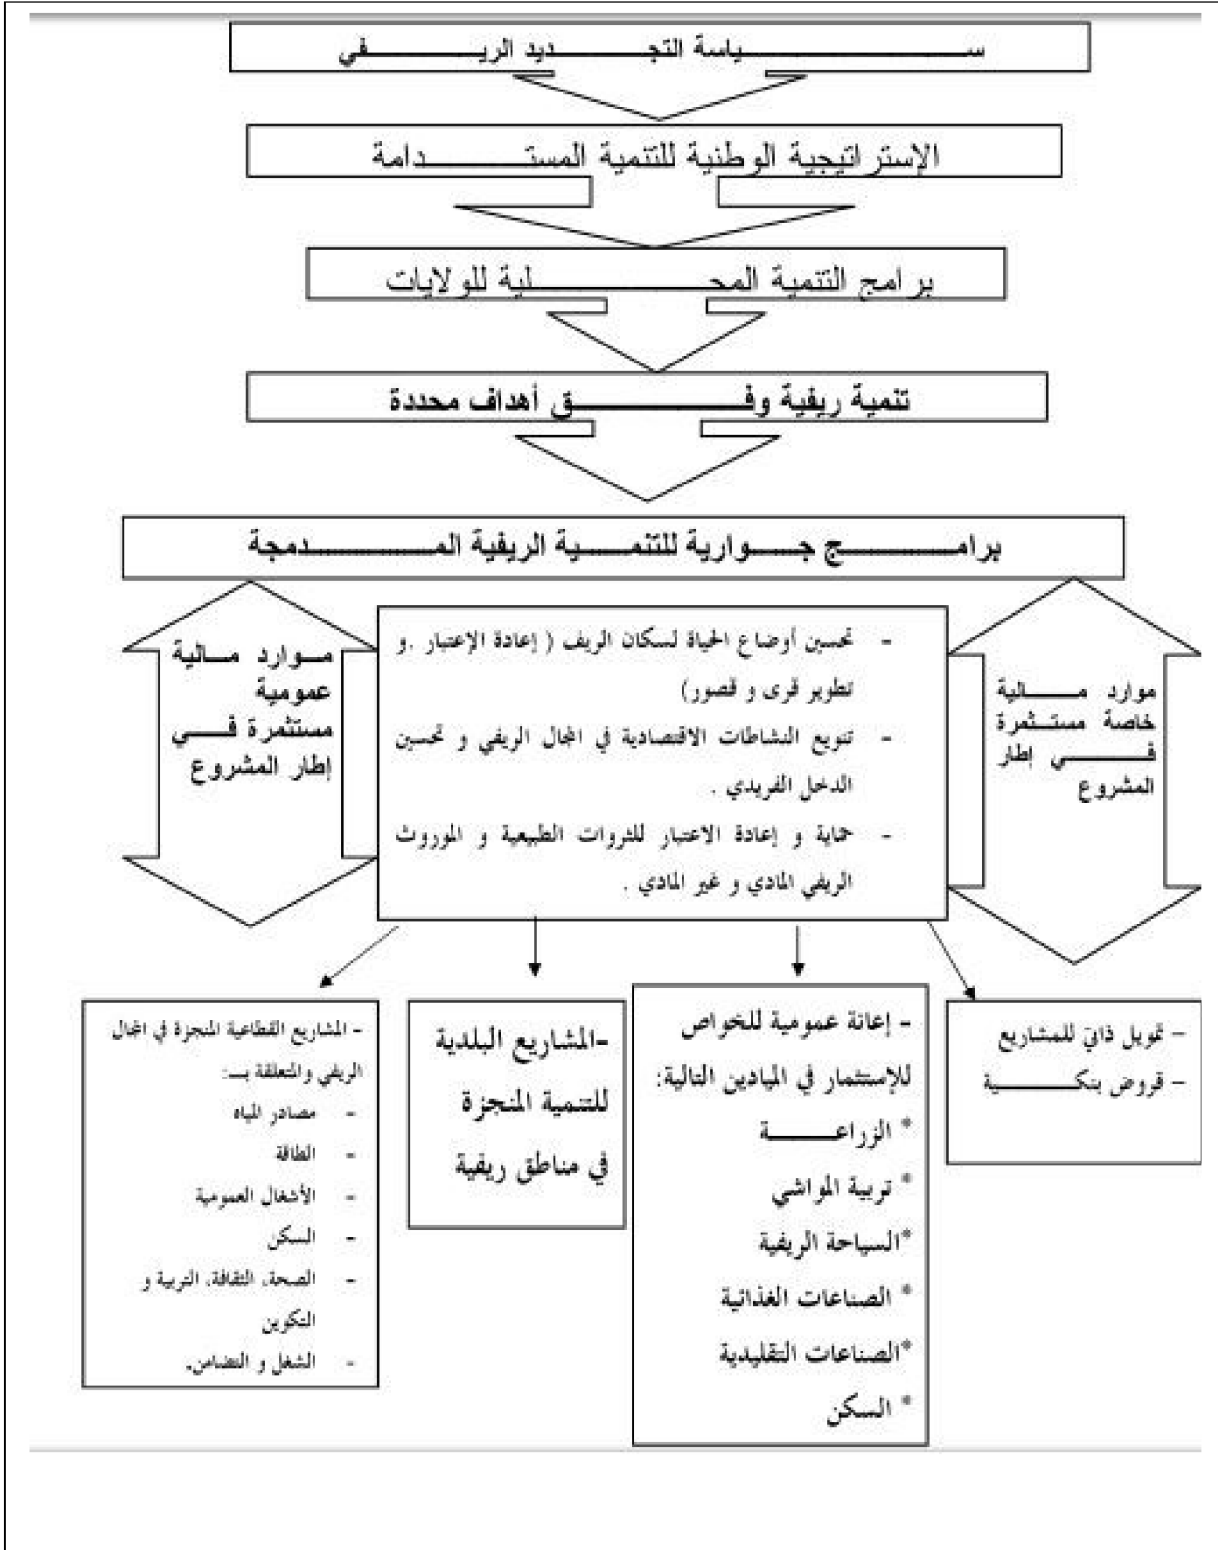 سياسة التجديد الريفي
الإستراتيجية الوطنية للتنمية المستدامة
برامج التنمية المحلية للولايات
تنمية ريفية وفق أهداف محددة
برامج جوارية للتنمية الريفية المدمجة
موارد مالية
خاصة مستثمرة
في إطار
المشروع
- تحسين أوضاع الحياة لسكان الريف ( إعادة الإعتبار .و
تطوير قرى و قصور)
- تنويع النشاطات الاقتصادية في المجال الريفي و تحسين
الدخل الفريدي .
- حماية و إعادة الاعتبار للثروات الطبيعية و الموروث
الريفي المادي و غير المادي .
موارد مالية
عمومية
مستثمرة في
إطار المشروع
- تمويل ذاتي للمشاريع
- قروض بنكية
- إعانة عمومية للخواص
للإستثمار في الميادين التالية:
* الزراعة
* تربية المواشي
*السياحة الريفية
* الصناعات الغذائية
*الصناعات التقليدية
* السكن
-المشاريع البلدية
للتنمية المنجزة
في مناطق ريفية
- المشاريع القطاعية المنجزة في المجال
الريفي والمتعلقة بـ:
- مصادر المياه
- الطاقة
- الأشغال العمومية
- السكن
- الصحة، الثقافة، التربية و
التكوين
- الشغل و التضامن.